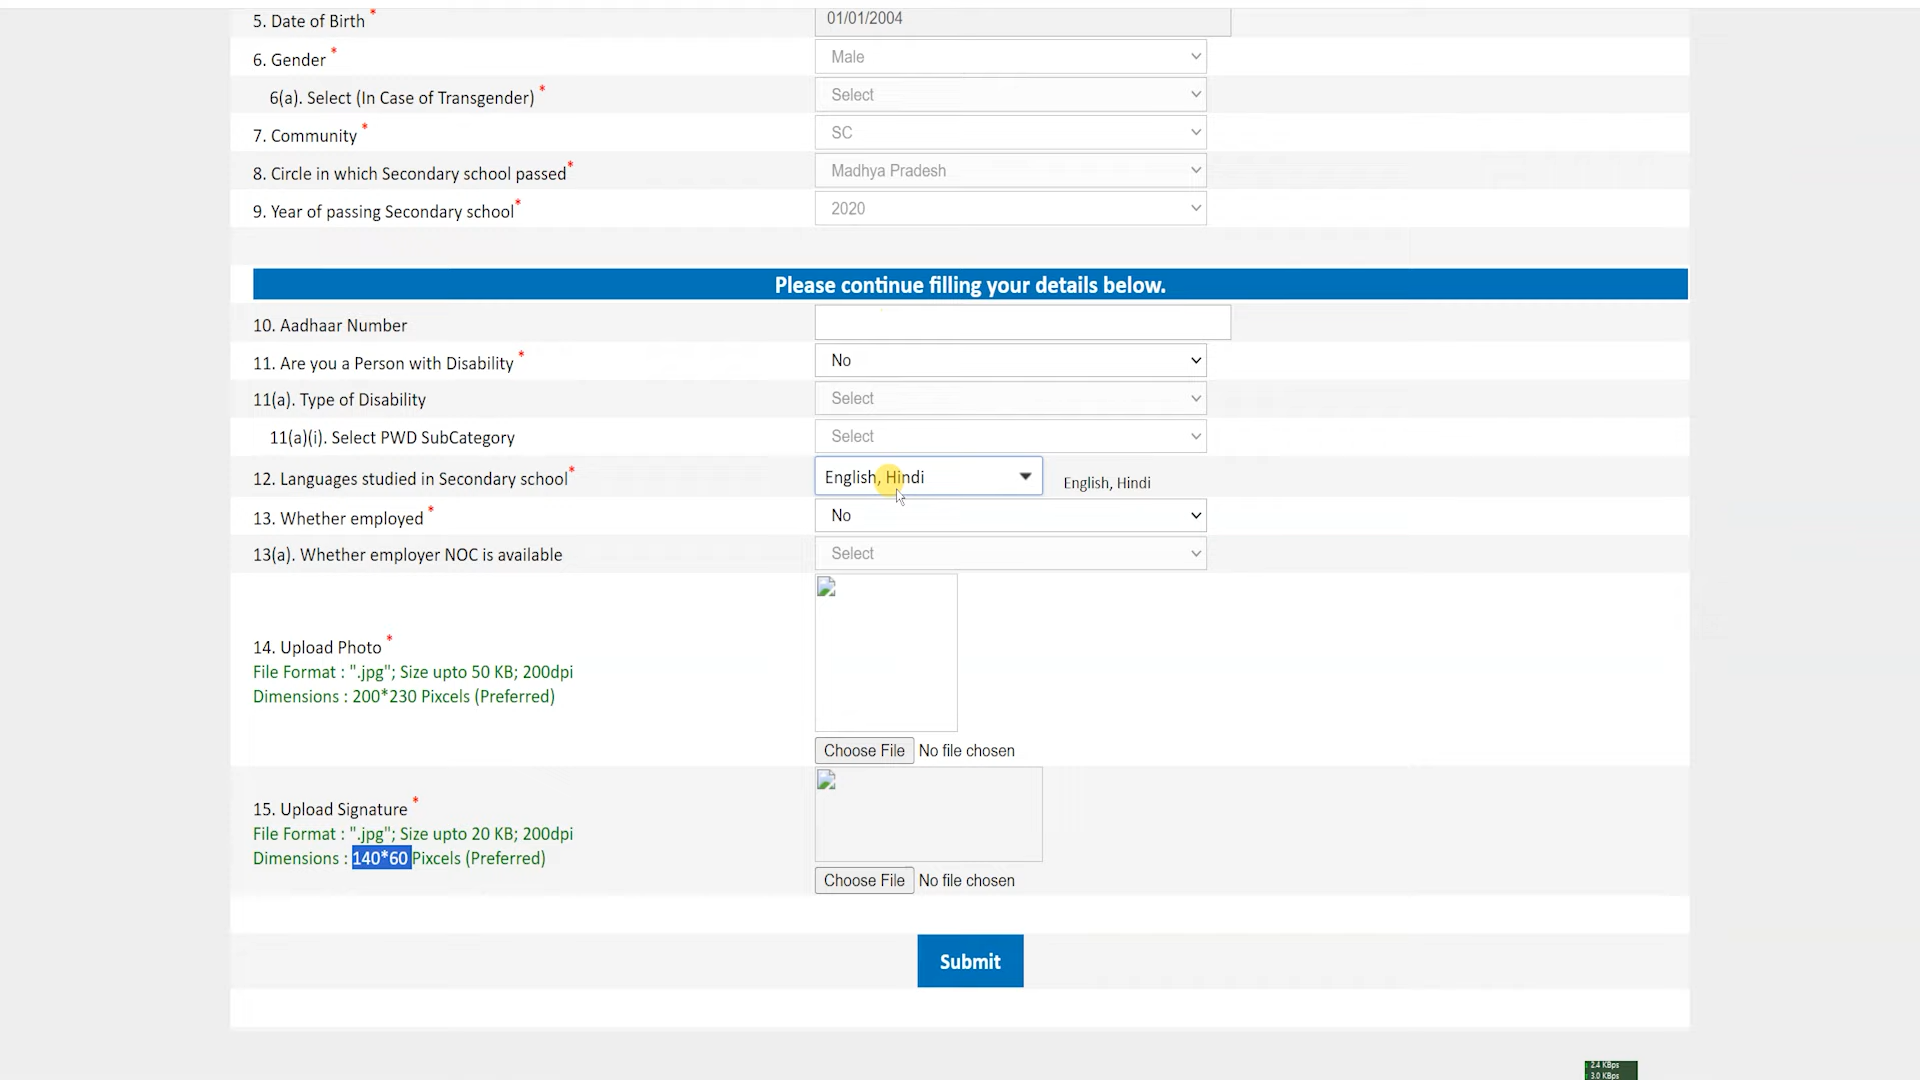 5. Date of Birth * 01/01/2004
6. Gender * Male
6(a). Select (In Case of Transgender) * Select
7. Community * SC
8. Circle in which Secondary school passed* Madhya Pradesh
9. Year of passing Secondary school* 2020
Please continue filling your details below.
10. Aadhaar Number
11. Are you a Person with Disability * No
11(a). Type of Disability Select
11(a)(i). Select PWD SubCategory Select
12. Languages studied in Secondary school* English, Hindi English, Hindi
13. Whether employed * No
13(a). Whether employer NOC is available Select
14. Upload Photo *
File Format : ".jpg"; Size upto 50 KB; 200dpi
Dimensions : 200*230 Pixcels (Preferred)
Choose File No file chosen
15. Upload Signature *
File Format : ".jpg"; Size upto 20 KB; 200dpi
Dimensions : 140*60 Pixcels (Preferred)
Choose File No file chosen
Submit
2.4 KBps
3.0 KBps